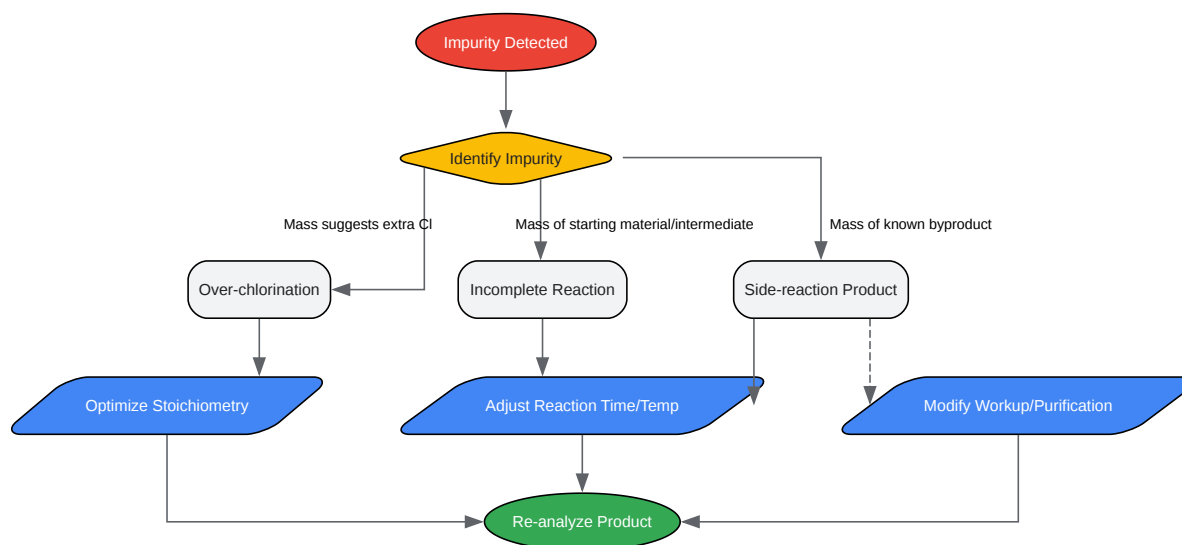 Impurity Detected
Identify Impurity
Mass suggests extra Cl
Mass of starting material/intermediate
Mass of known byproduct
Over-chlorination
Incomplete Reaction
Side-reaction Product
Optimize Stoichiometry
Adjust Reaction Time/Temp
Modify Workup/Purification
Re-analyze Product